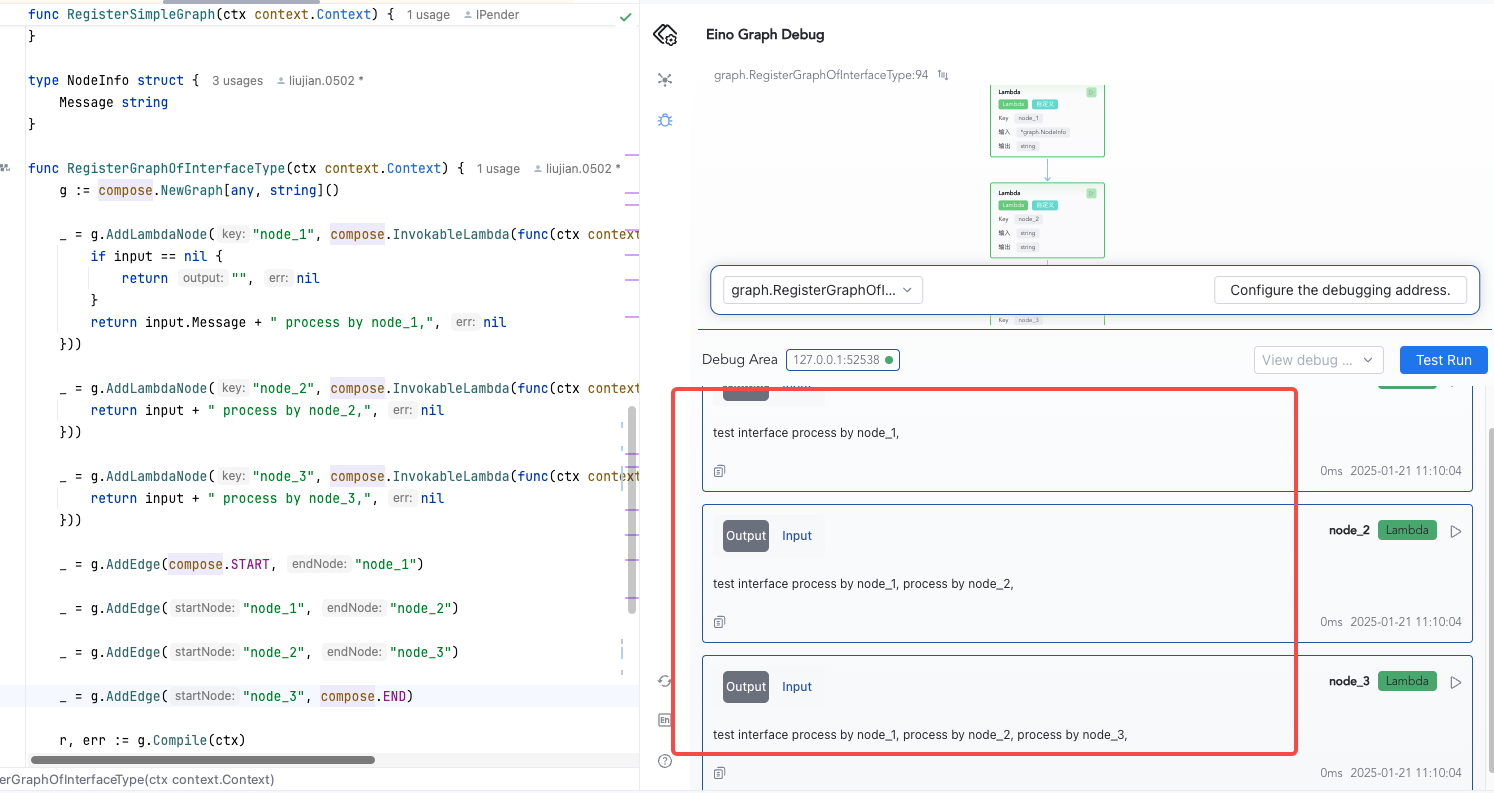 func RegisterSimpleGraph(ctx context.Context) { 1 usage IPender
}
type NodeInfo struct { 3 usages liujian.0502 *
Message string
}
func RegisterGraphOfInterfaceType(ctx context.Context) { 1 usage liujian.0502 *
g := compose.NewGraph[any, string]()
_ = g.AddLambdaNode( key: "node_1", compose.InvokableLambda(func(ctx context
if input == nil {
return output: "", err: nil
}
return input.Message + " process by node_1,", err: nil
}))
_ = g.AddLambdaNode( key: "node_2", compose.InvokableLambda(func(ctx context
return input + " process by node_2,", err: nil
}))
_ = g.AddLambdaNode( key: "node_3", compose.InvokableLambda(func(ctx context
return input + " process by node_3,", err: nil
}))
_ = g.AddEdge(compose.START, endNode: "node_1")
_ = g.AddEdge( startNode: "node_1", endNode: "node_2")
_ = g.AddEdge( startNode: "node_2", endNode: "node_3")
_ = g.AddEdge( startNode: "node_3", compose.END)
r, err := g.Compile(ctx)
erGraphOfInterfaceType(ctx context.Context)
Eino Graph Debug
graph.RegisterGraphOfInterfaceType:94
Lambda
Lambda 自定义
Key node_1
输入 *graph.NodeInfo
输出 string
Lambda
Lambda 自定义
Key node_2
输入 string
输出 string
graph.RegisterGraphOfI... Configure the debugging address.
Key node_3
Debug Area 127.0.0.1:52538 View debug ... Test Run
test interface process by node_1,
0ms 2025-01-21 11:10:04
Output Input node_2 Lambda
test interface process by node_1, process by node_2,
0ms 2025-01-21 11:10:04
Output Input node_3 Lambda
test interface process by node_1, process by node_2, process by node_3,
En
0ms 2025-01-21 11:10:04